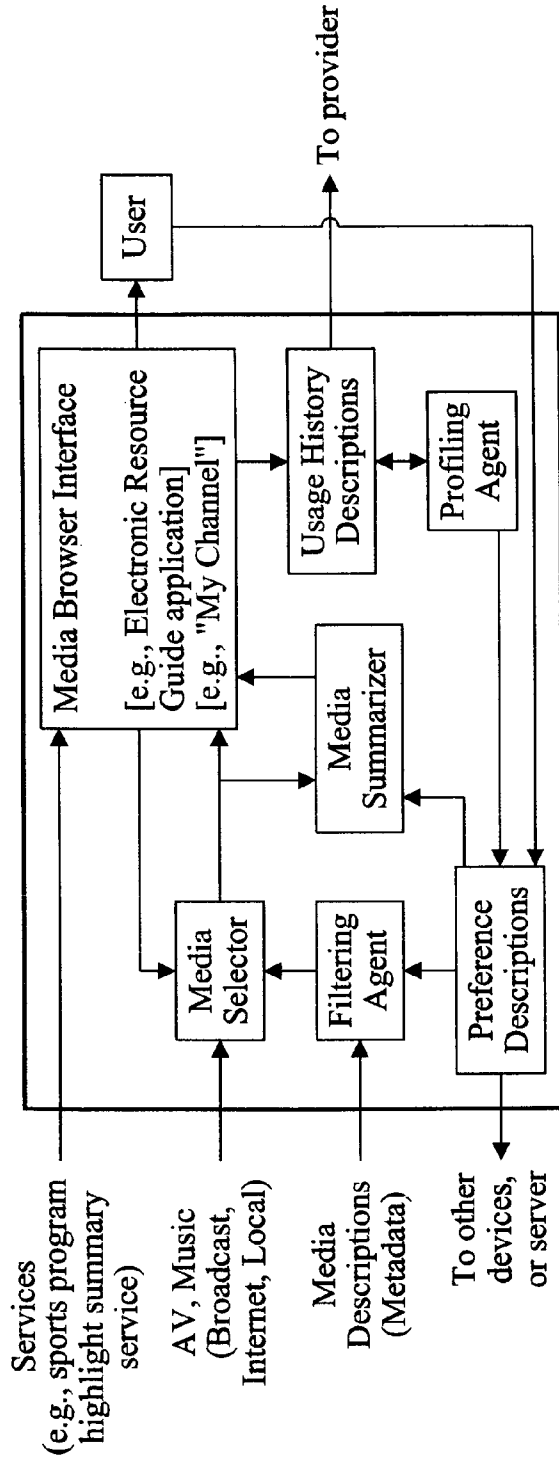 Services
(e.g., sports program
highlight summary
service)
AV, Music
(Broadcast,
Internet, Local)
Media
Descriptions
(Metadata)
To other
devices,
or server
Media
Selector
Filtering
Agent
Preference
Descriptions
Media
Summarizer
Media Browser Interface
[e.g., Electronic Resource
Guide application]
[e.g., "My Channel"]
Usage History
Descriptions
Profiling
Agent
User
To provider